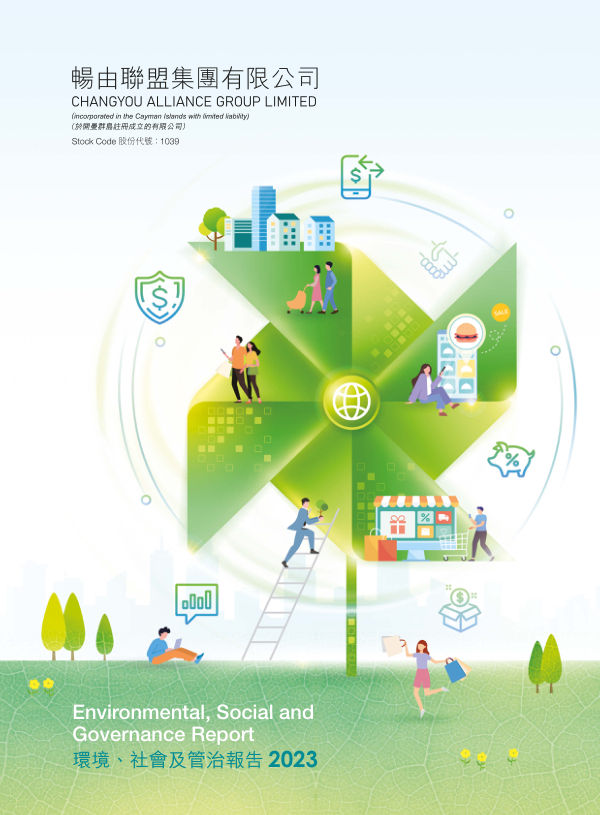 暢由聯盟集團有限公司
CHANGYOU ALLIANCE GROUP LIMITED
(incorporated in the Cayman Islands with limited liability)
(於開曼群島註冊成立的有限公司)
Stock Code 股份代號：1039
SALE
Environmental, Social and
Governance Report
環境、社會及管治報告 2023